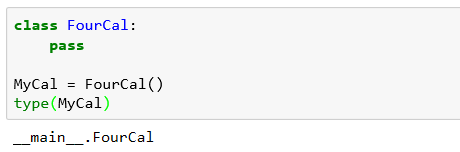 class FourCal:
    pass

MyCal = FourCal()
type(MyCal)
__main__.FourCal